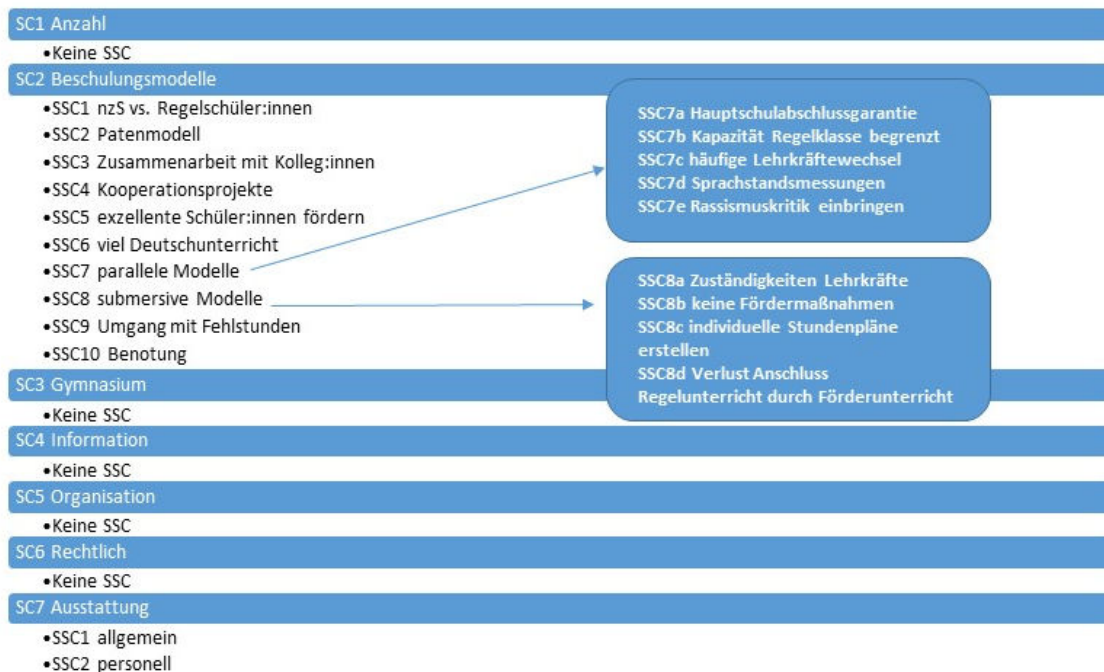 SC1 Anzahl
•Keine SSC
SC2 Beschulungsmodelle
•SSC1 nzS vs. Regelschüler:innen
•SSC2 Patenmodell
•SSC3 Zusammenarbeit mit Kolleg:innen
•SSC4 Kooperationsprojekte
•SSC5 exzellente Schüler:innen fördern
•SSC6 viel Deutschunterricht
•SSC7 parallele Modelle
•SSC8 submersive Modelle
•SSC9 Umgang mit Fehlstunden
•SSC10 Benotung
SSC7a Hauptschulabschlussgarantie
SSC7b Kapazität Regelklasse begrenzt
SSC7c häufige Lehrkräftewechsel
SSC7d Sprachstandsmessungen
SSC7e Rassismuskritik einbringen
SSC8a Zuständigkeiten Lehrkräfte
SSC8b keine Fördermaßnahmen
SSC8c individuelle Stundenpläne
erstellen
SSC8d Verlust Anschluss
Regelunterricht durch Förderunterricht
SC3 Gymnasium
•Keine SSC
SC4 Information
•Keine SSC
SC5 Organisation
•Keine SSC
SC6 Rechtlich
•Keine SSC
SC7 Ausstattung
•SSC1 allgemein
•SSC2 personell